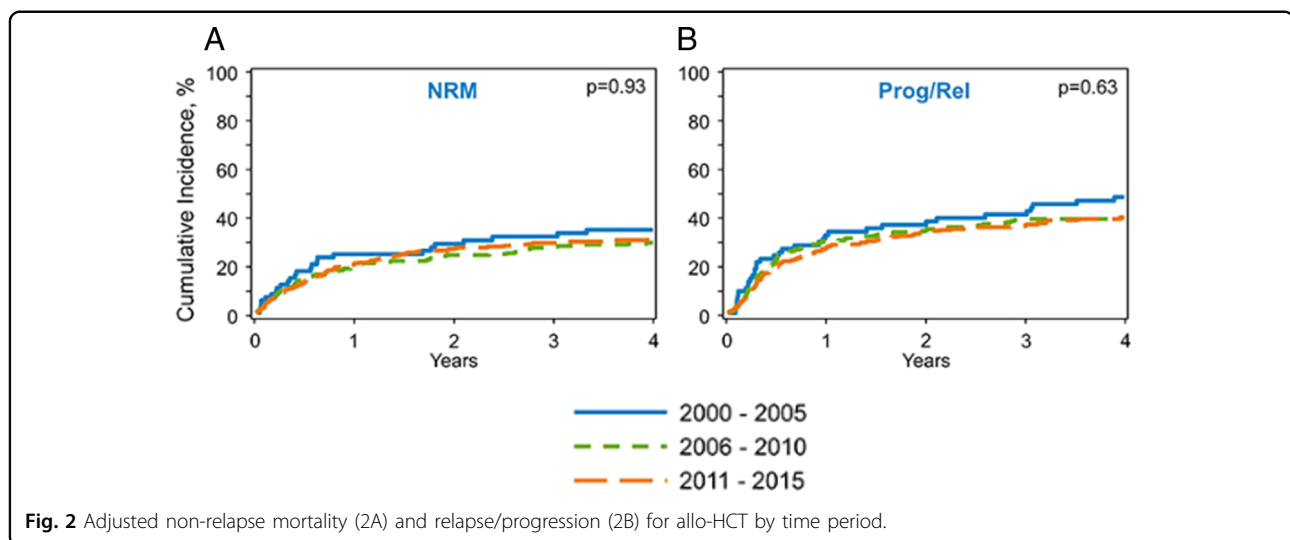 A
B
NRM
p=0.93
Prog/Rel
p=0.63
Cumulative Incidence, %
100
80
60
40
20
0
0 1 2 3 4
Years
100
80
60
40
20
0
0 1 2 3 4
Years
2000 - 2005
2006 - 2010
2011 - 2015
Fig. 2 Adjusted non-relapse mortality (2A) and relapse/progression (2B) for allo-HCT by time period.